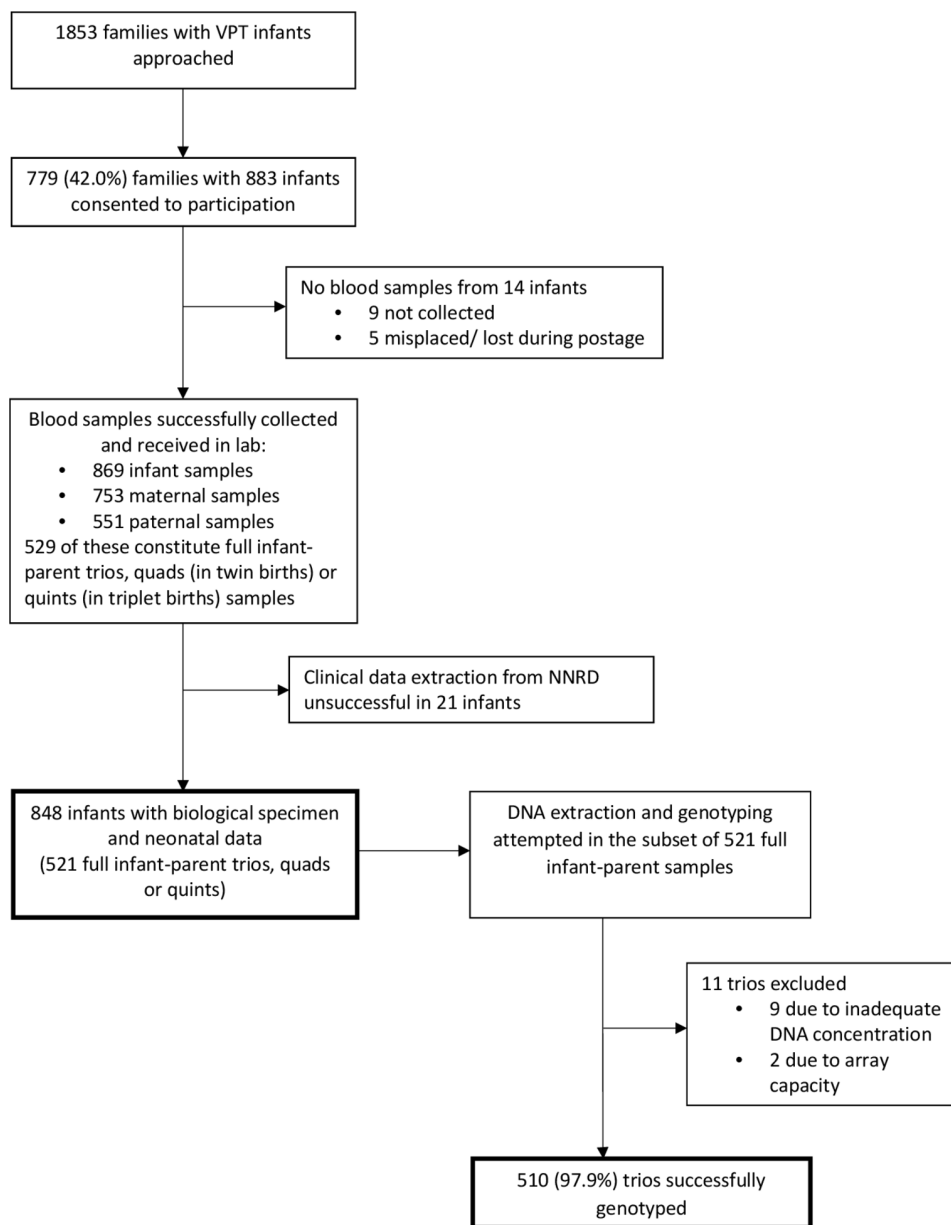 1853 families with VPT infants
approached
779 (42.0%) families with 883 infants
consented to participation
No blood samples from 14 infants
• 9 not collected
• 5 misplaced/ lost during postage
Blood samples successfully collected
and received in lab:
• 869 infant samples
• 753 maternal samples
• 551 paternal samples
529 of these constitute full infant-
parent trios, quads (in twin births) or
quints (in triplet births) samples
Clinical data extraction from NNRD
unsuccessful in 21 infants
848 infants with biological specimen
and neonatal data
(521 full infant-parent trios, quads
or quints)
DNA extraction and genotyping
attempted in the subset of 521 full
infant-parent samples
11 trios excluded
• 9 due to inadequate
DNA concentration
• 2 due to array
capacity
510 (97.9%) trios successfully
genotyped